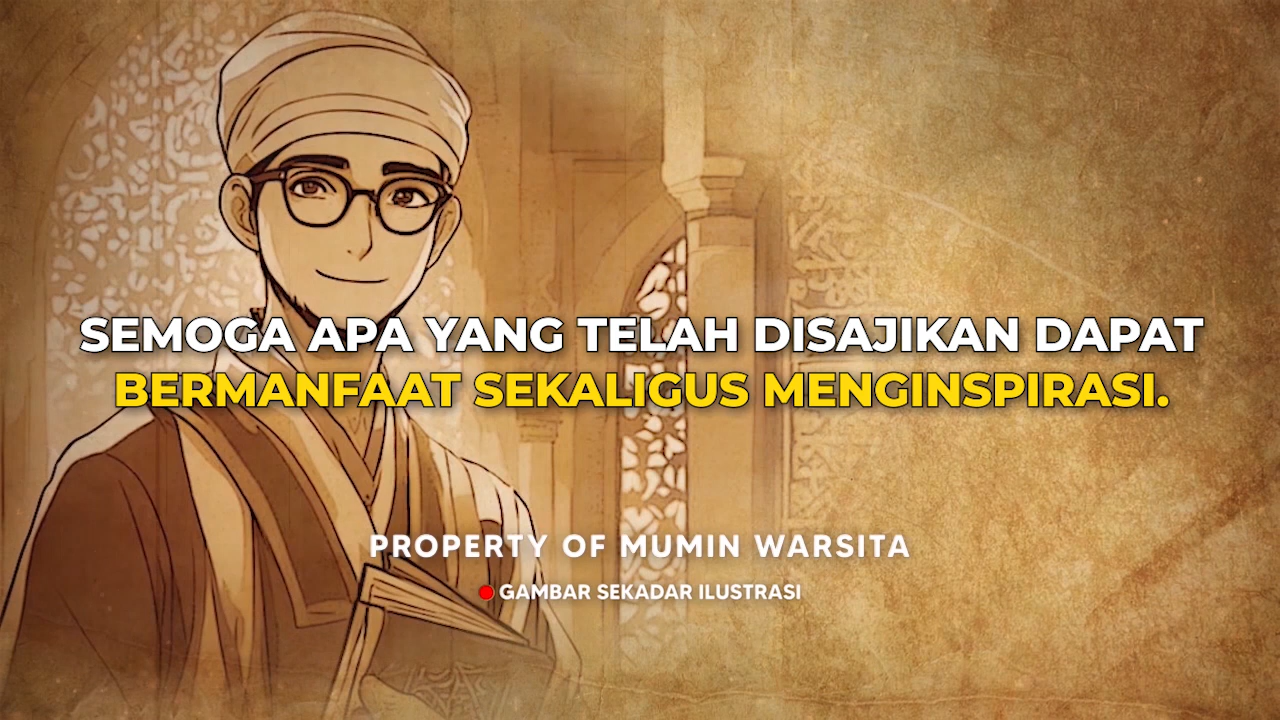 SEMOGA APA YANG TELAH DISAJIKAN DAPAT
BERMANFAAT SEKALIGUS MENGINSPIRASI.
PROPERTY OF MUMIN WARSITA
GAMBAR SEKADAR ILUSTRASI